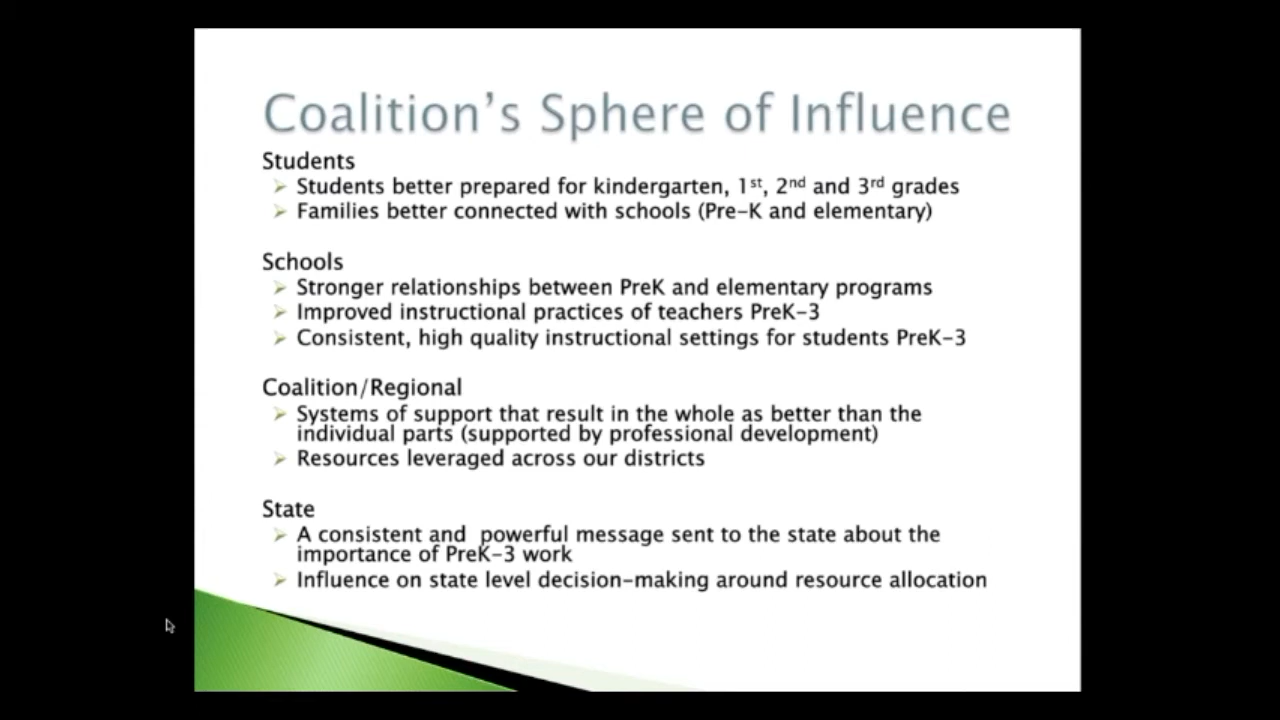 Coalition's Sphere of Influence
Students
Students better prepared for kindergarten, 1st, 2nd and 3rd grades
Families better connected with schools (Pre-K and elementary)
Schools
Stronger relationships between PreK and elementary programs
Improved instructional practices of teachers PreK-3
Consistent, high quality instructional settings for students PreK-3
Coalition/Regional
Systems of support that result in the whole as better than the
individual parts (supported by professional development)
Resources leveraged across our districts
State
A consistent and  powerful message sent to the state about the
importance of PreK-3 work
Influence on state level decision-making around resource allocation